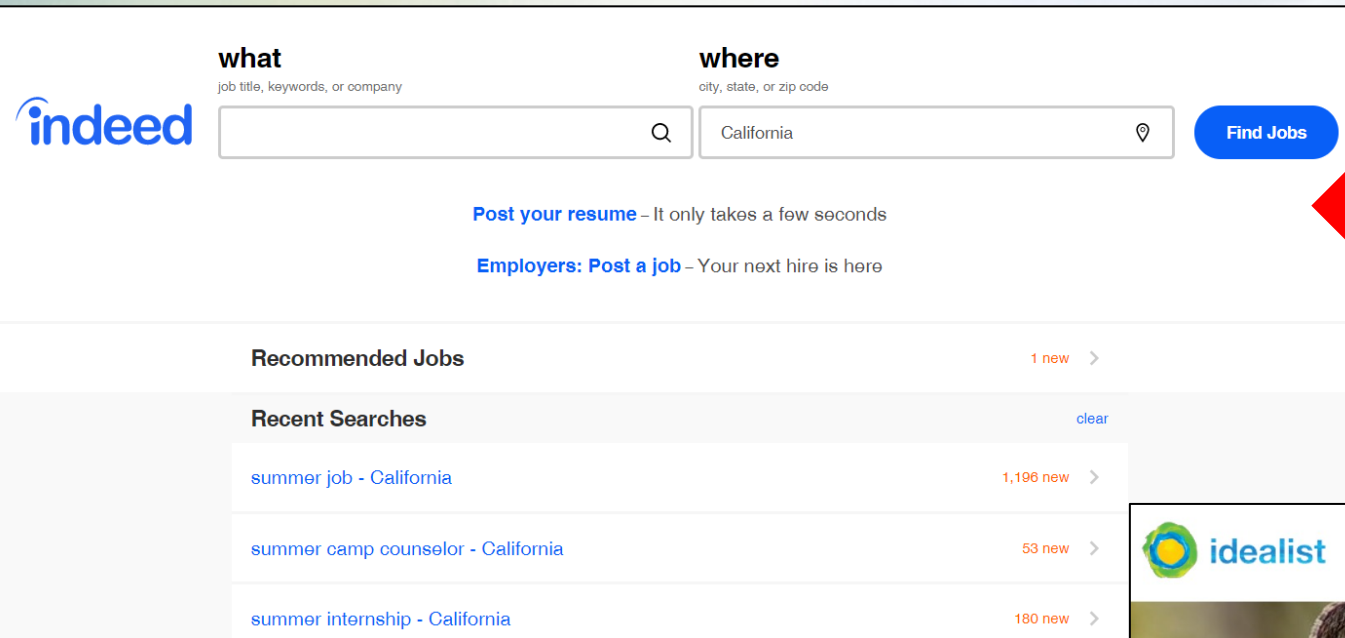 what
where
job title, keywords, or company
city, state, or zip code
indeed
California
Find Jobs
Post your resume – It only takes a few seconds
Employers: Post a job – Your next hire is here
Recommended Jobs
1 new
Recent Searches
clear
summer job - California
1,196 new
summer camp counselor - California
53 new
idealist
summer internship - California
180 new